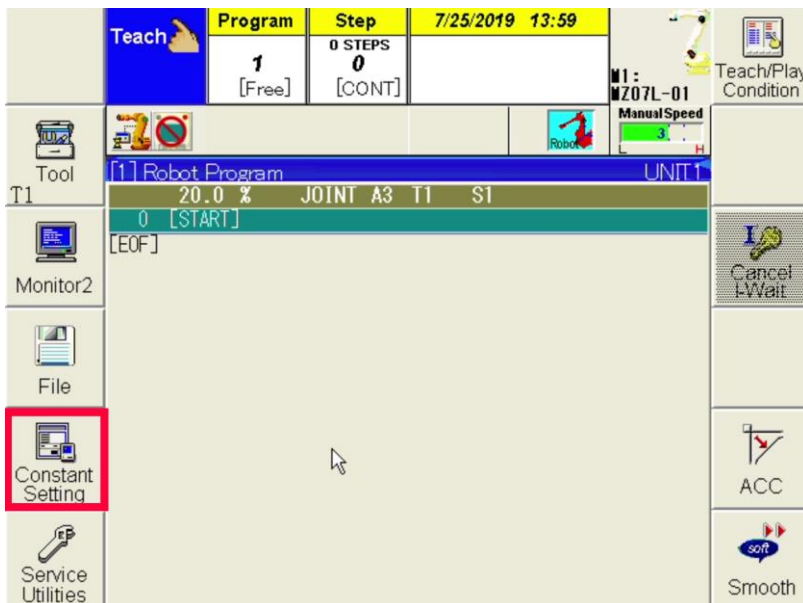 Teach
Program
1
[Free]
Step
0 STEPS
0
[CONT]
7/25/2019 13:59
M1:
MZ07L-01
Teach/Play
Condition
Robot
Manual Speed
3
L H
Tool
T1
[1] Robot Program UNIT1
20.0 % JOINT A3 T1 S1
0 [START]
[EOF]
Monitor2
File
Constant
Setting
Service
Utilities
Cancel
I-Wait
ACC
soft
Smooth